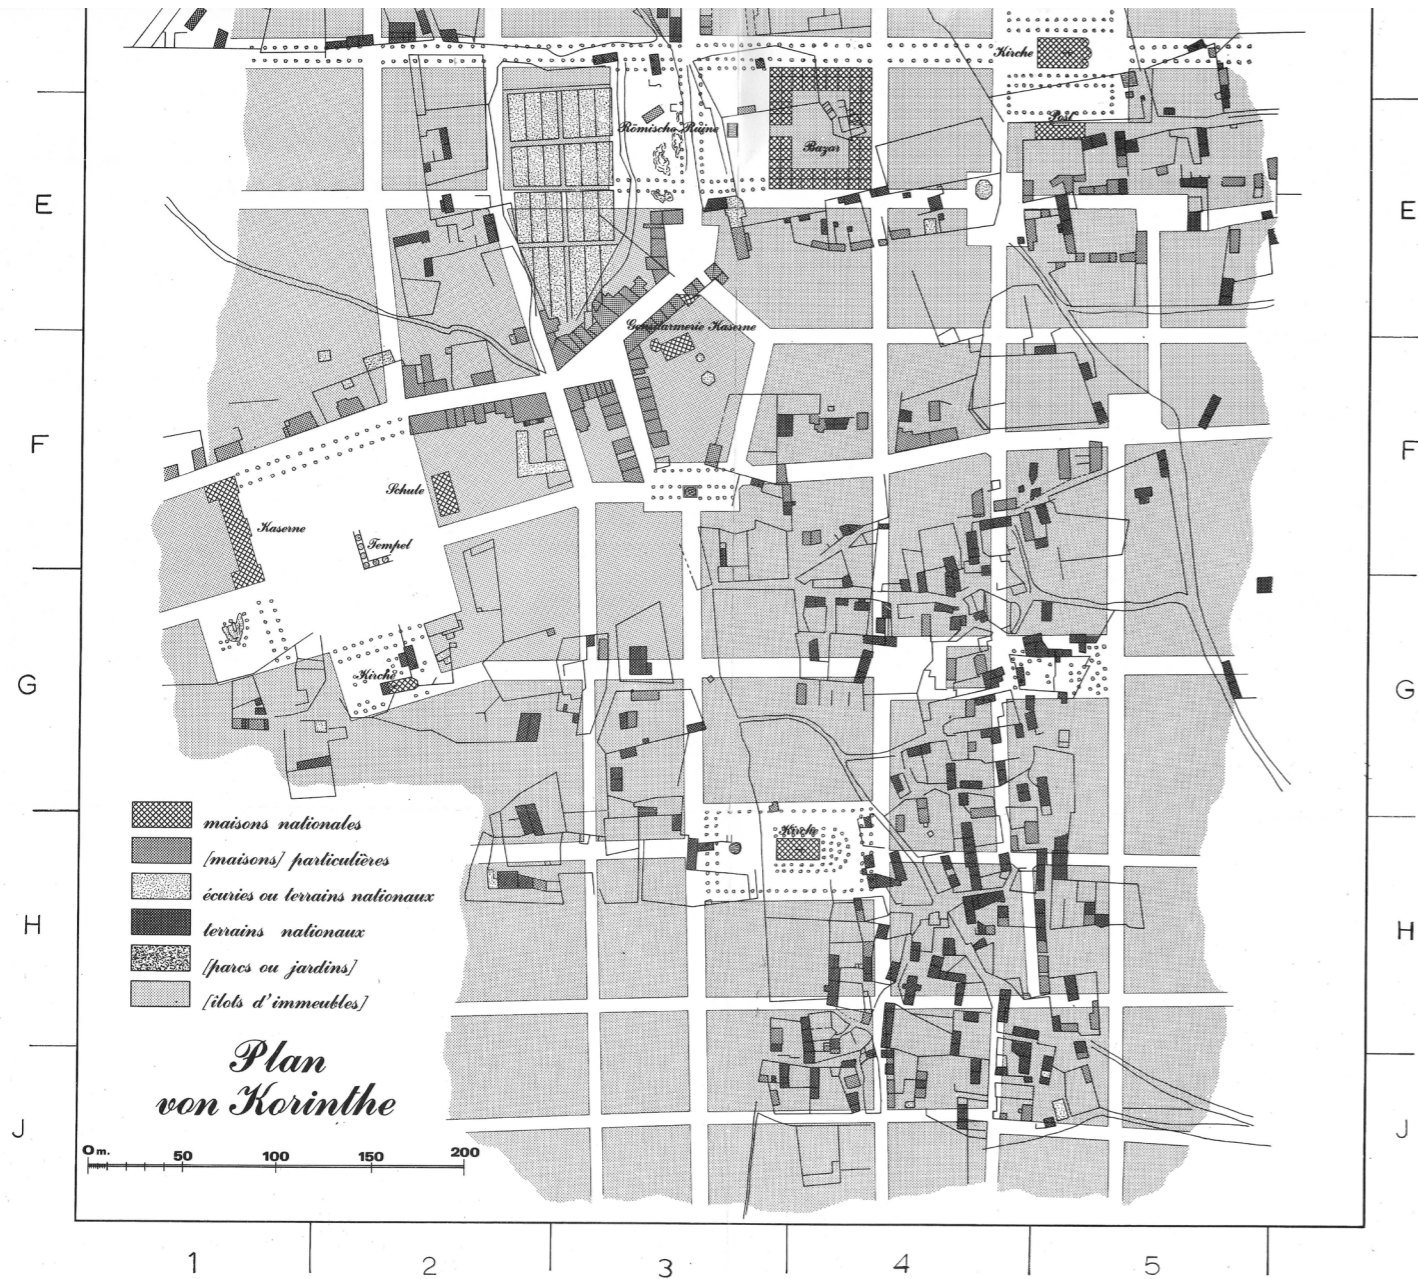 Kirche
Post
Römische Ruine
Bazar
E
E
Gensdarmerie Kaserne
F
F
Schule
Kaserne
Tempel
G
G
Kirche
Kirche
maisons nationales
[maisons] particulières
écuries ou terrains nationaux
terrains nationaux
[parcs ou jardins]
[ilots d'immeubles]
H
H
Plan
von Korinthe
J
J
0 m. 50 100 150 200
1 2 3 4 5